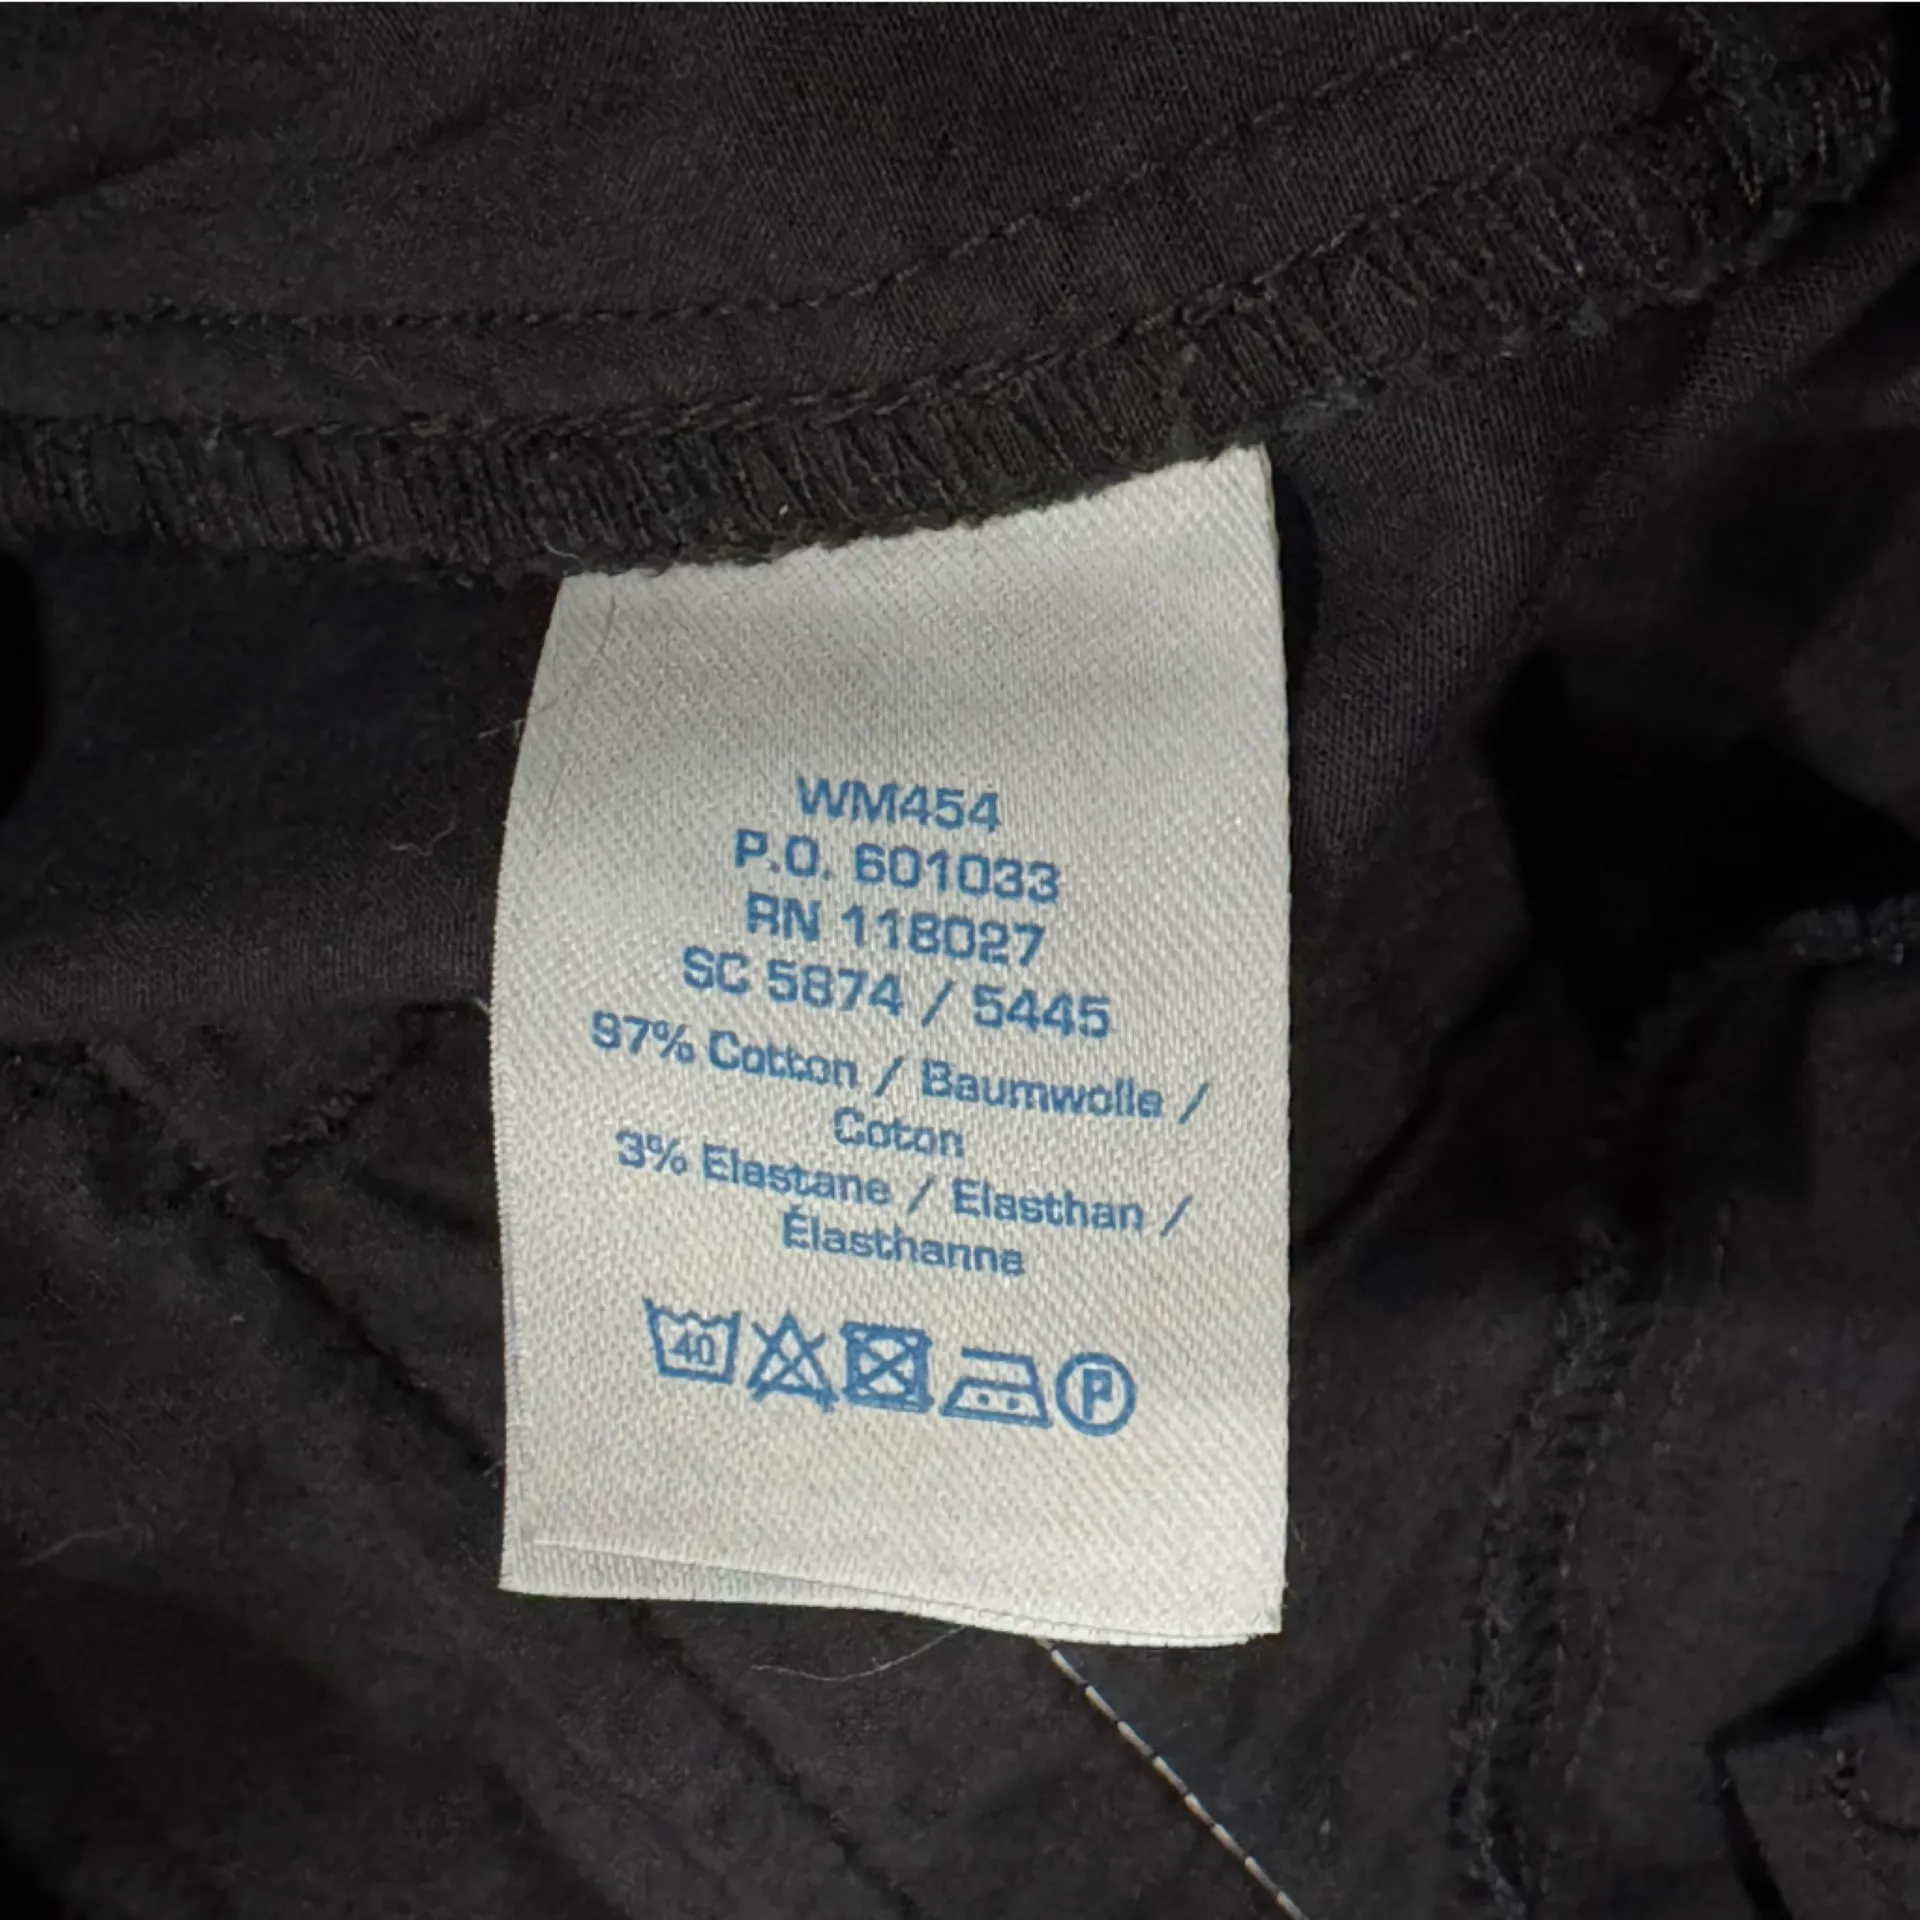 WM454
P.O. 601033
RN 118027
SC 5874 / 5445
97% Cotton / Baumwolle /
Coton
3% Elastane / Elasthan /
Élasthanne
40
P